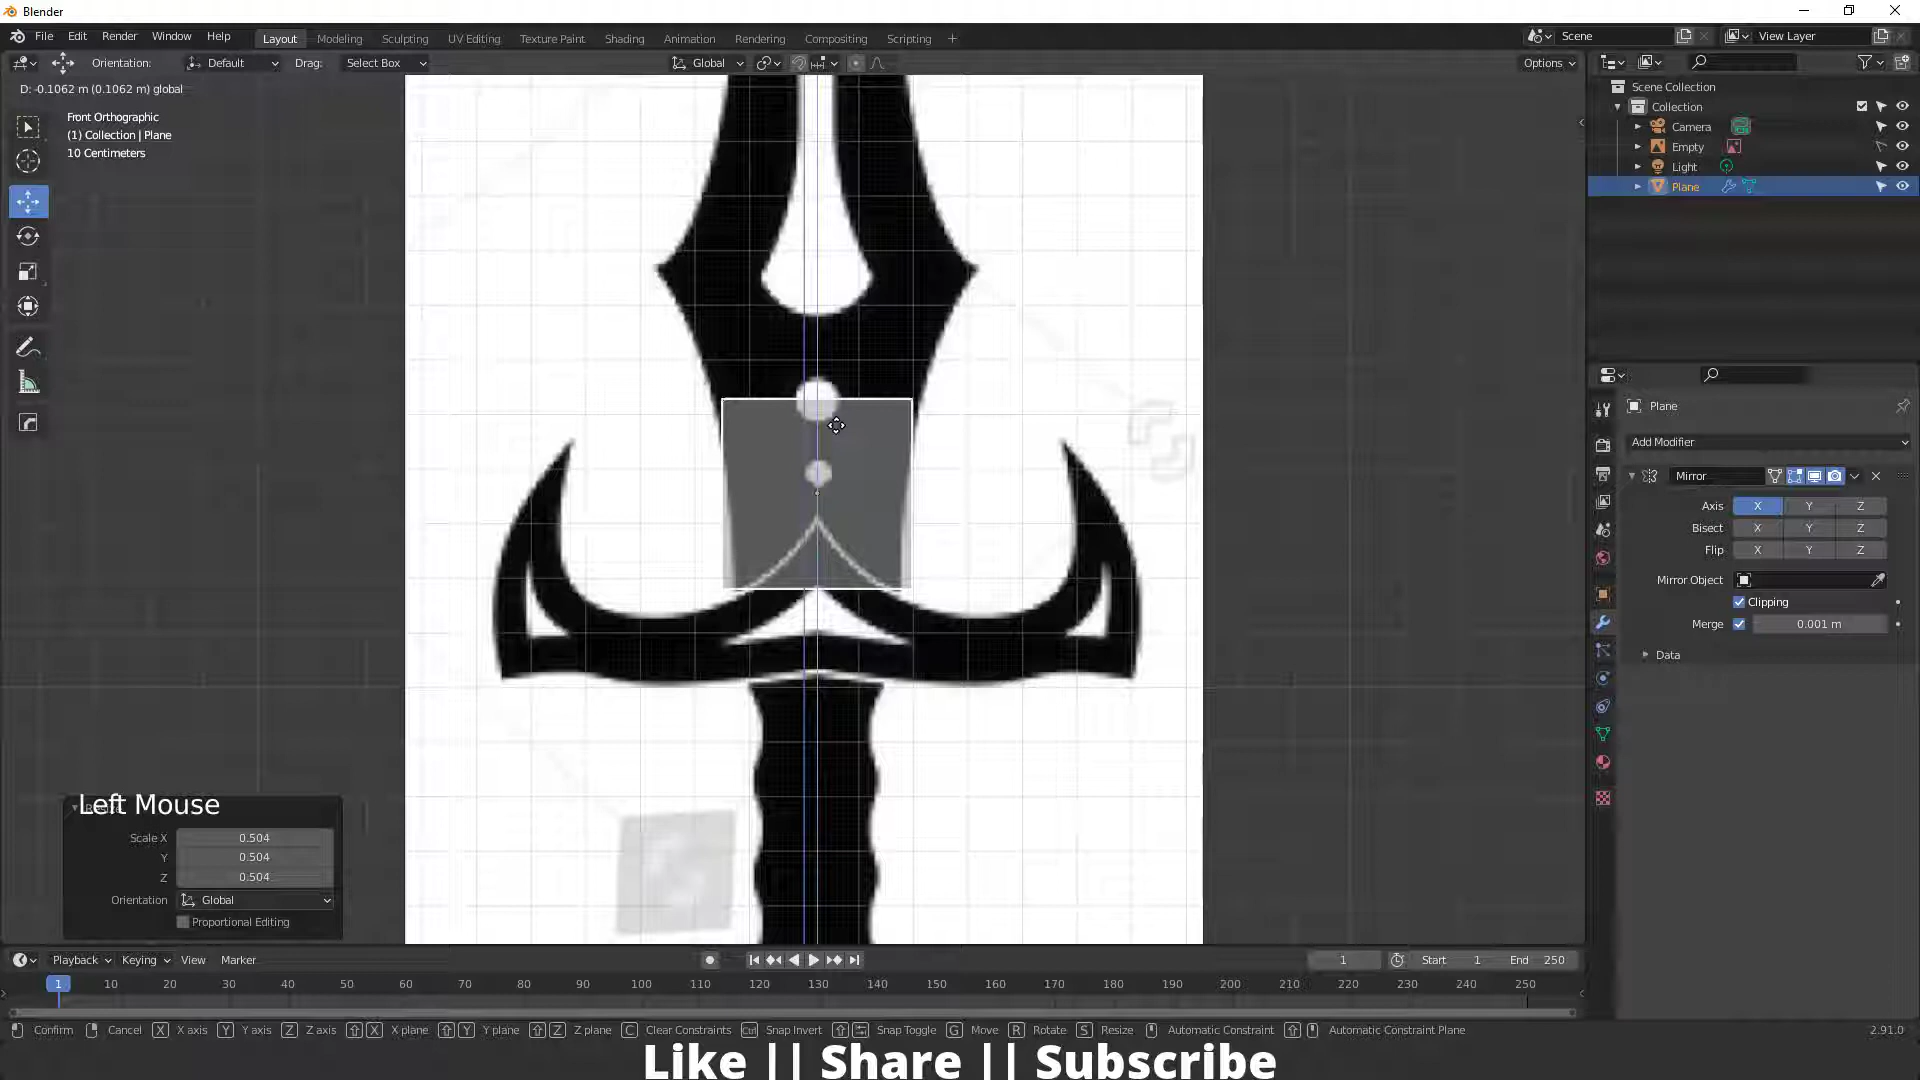 Blender
File Edit Render Window Help Layout Modeling Sculpting UV Editing Texture Paint Shading Animation Rendering Compositing Scripting + Scene View Layer
Orientation: Default Drag: Select Box Global Options
D: -0.1062 m (0.1062 m) global
Front Orthographic
(1) Collection | Plane
10 Centimeters
Scene Collection
Collection
Camera
Empty
Light
Plane
Plane
Add Modifier
Mirror
Axis X Y Z
Bisect X Y Z
Flip X Y Z
Mirror Object
Clipping
Merge 0.001 m
Data
Left Mouse
Scale X 0.504
Y 0.504
Z 0.504
Orientation Global
Proportional Editing
Playback Keying View Marker 1 Start 1 End 250
1 10 20 30 40 50 60 70 80 90 100 110 120 130 140 150 160 170 180 190 200 210 220 230 240 250
Confirm Cancel X X axis Y Y axis Z Z axis X X plane Y Y plane Z Z plane C Clear Constraints Ctrl Snap Invert Snap Toggle G Move R Rotate S Resize Automatic Constraint Automatic Constraint Plane 2.91.0
Like || Share || Subscribe